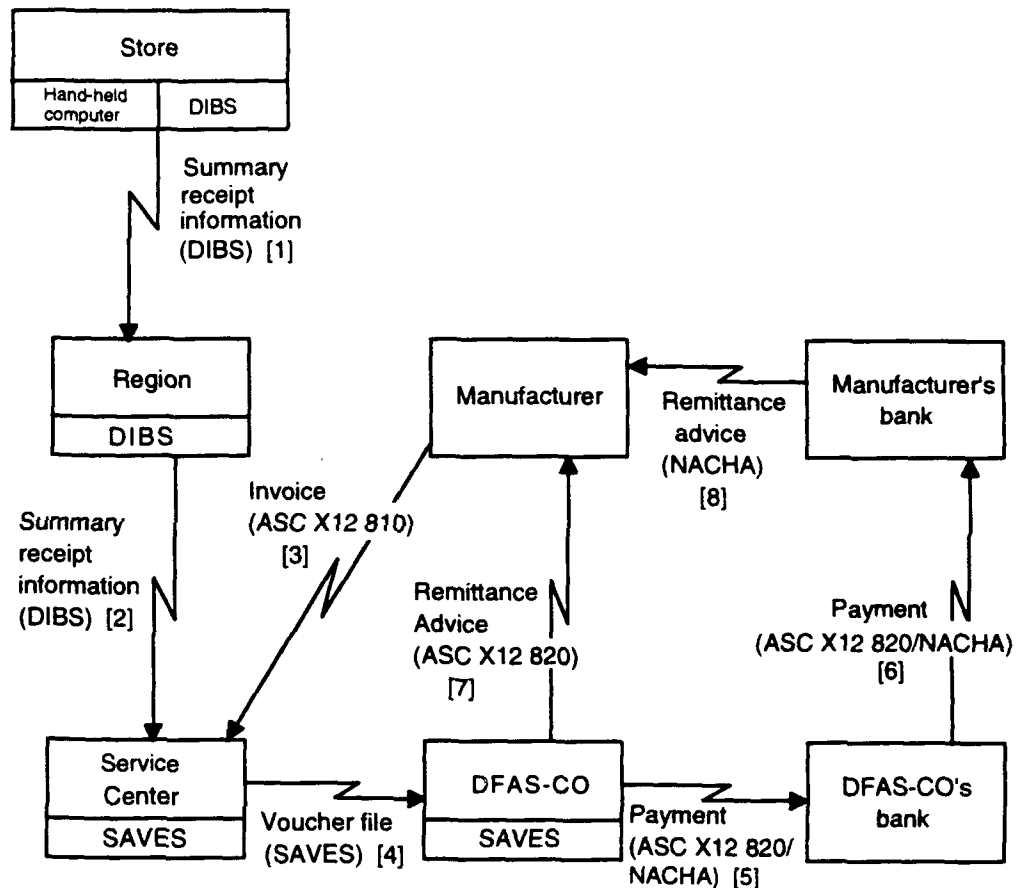 Store
Hand-held
computer
DIBS
Summary
receipt
information
(DIBS) [1]
Region
DIBS
Manufacturer
Manufacturer's
bank
Remittance
advice
(NACHA)
[8]
Invoice
(ASC X12 810)
[3]
Summary
receipt
information
(DIBS) [2]
Remittance
Advice
(ASC X12 820)
[7]
Payment
(ASC X12 820/NACHA)
[6]
Service
Center
SAVES
Voucher file
(SAVES) [4]
DFAS-CO
SAVES
Payment
(ASC X12 820/
NACHA) [5]
DFAS-CO's
bank